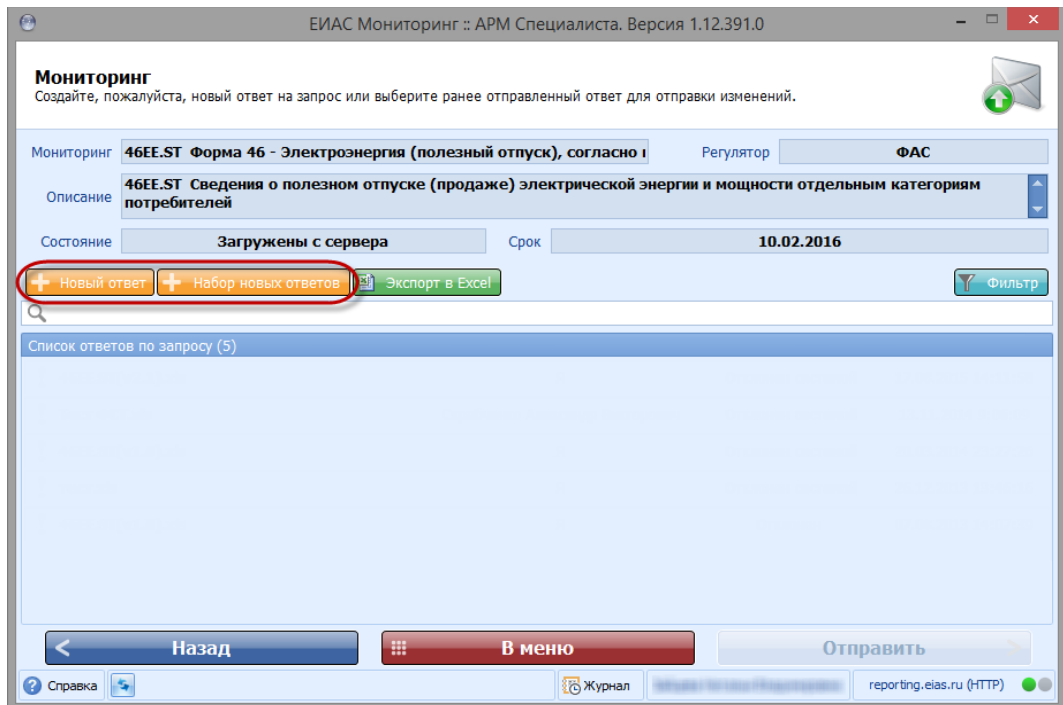 ЕИАС Мониторинг :: АРМ Специалиста. Версия 1.12.391.0
Мониторинг
Создайте, пожалуйста, новый ответ на запрос или выберите ранее отправленный ответ для отправки изменений.
Мониторинг 46EE.ST Форма 46 - Электроэнергия (полезный отпуск), согласно Регулятор ФАС
Описание 46EE.ST Сведения о полезном отпуске (продаже) электрической энергии и мощности отдельным категориям
потребителей
Состояние Загружены с сервера Срок 10.02.2016
Новый ответ Набор новых ответов Экспорт в Excel Фильтр
Список ответов по запросу (5)
Назад В меню Отправить
Справка Журнал reporting.eias.ru (HTTP)